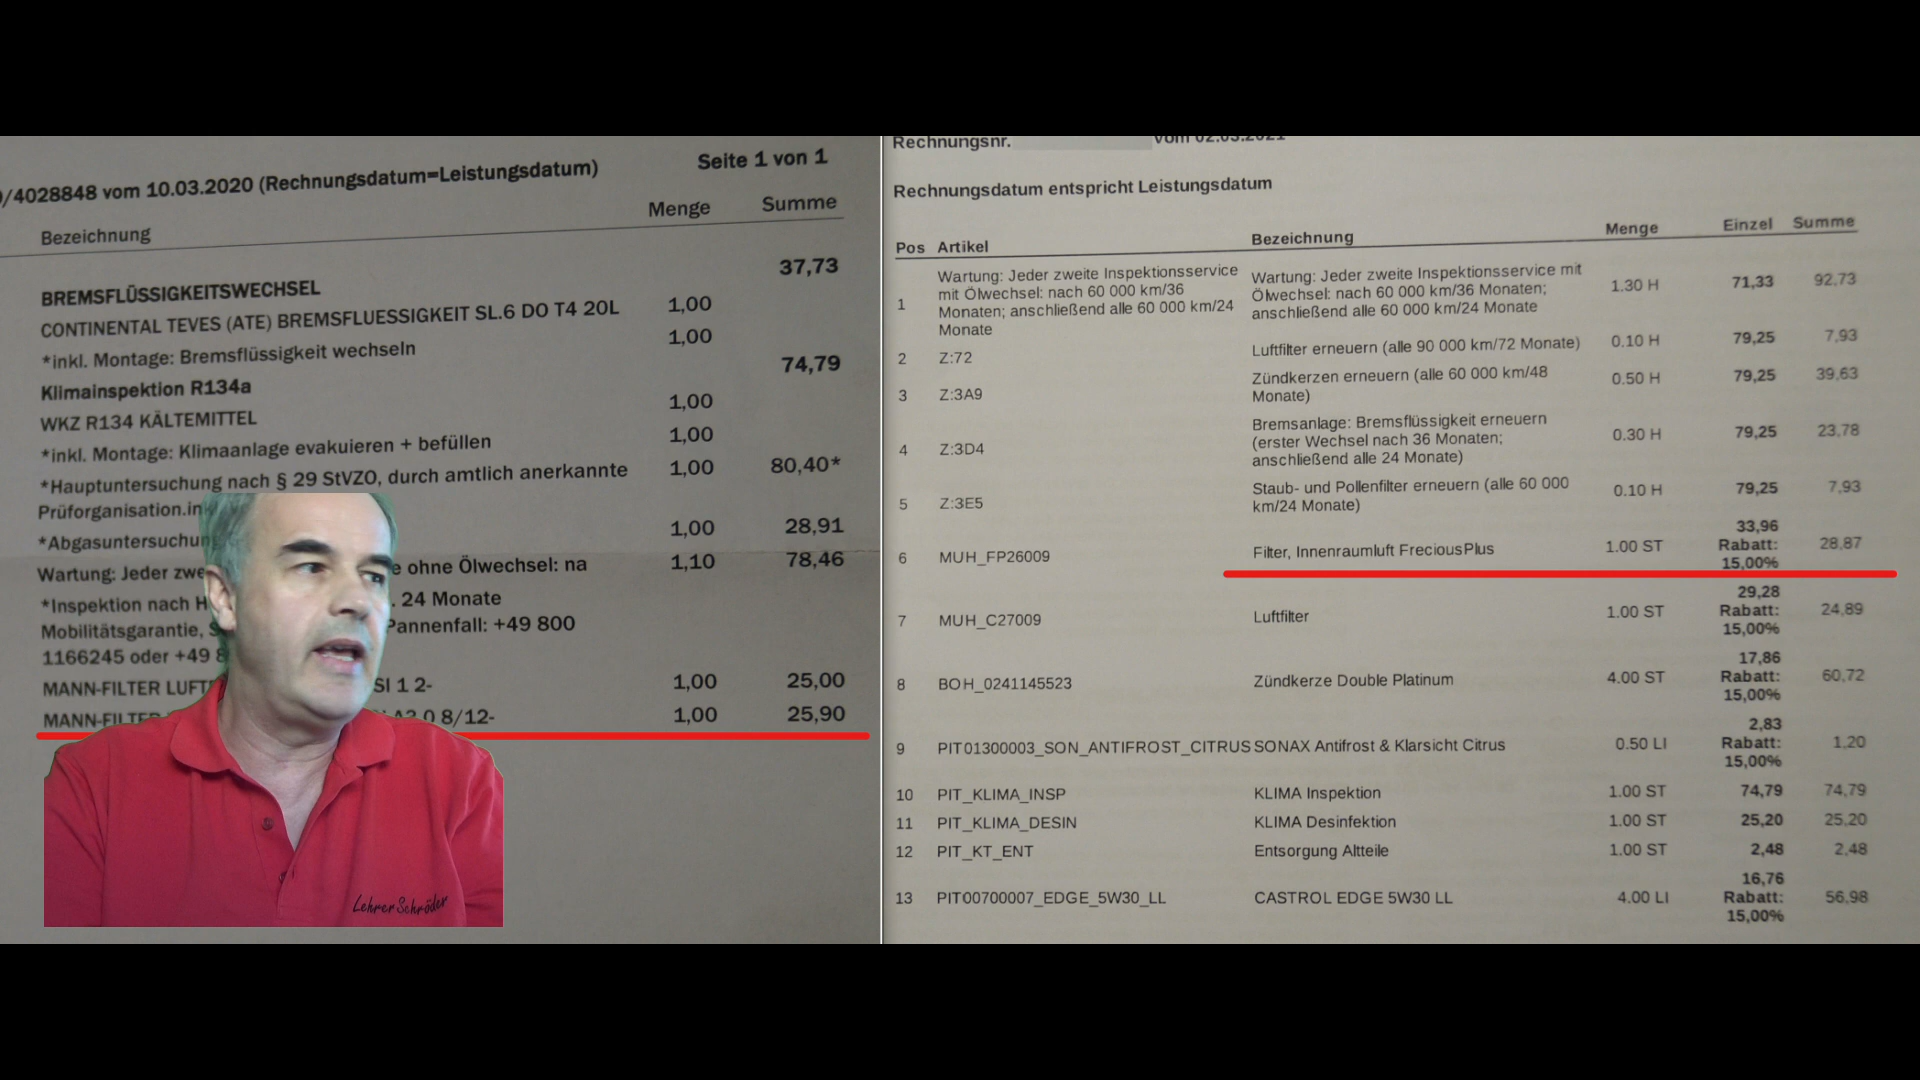 /4028848 vom 10.03.2020 (Rechnungsdatum=Leistungsdatum)
Seite 1 von 1
Bezeichnung
Menge
Summe
37,73
BREMSFLÜSSIGKEITSWECHSEL
CONTINENTAL TEVES (ATE) BREMSFLUESSIGKEIT SL.6 DO T4 20L 1,00
*inkl. Montage: Bremsflüssigkeit wechseln 1,00
74,79
Klimainspektion R134a
WKZ R134 KÄLTEMITTEL 1,00
*inkl. Montage: Klimaanlage evakuieren + befüllen 1,00
*Hauptuntersuchung nach § 29 StVZO, durch amtlich anerkannte 1,00 80,40*
Prüforganisation.in
*Abgasuntersuchung 1,00 28,91
Wartung: Jeder zwe e ohne Ölwechsel: na 1,10 78,46
*Inspektion nach H . 24 Monate
Mobilitätsgarantie, S Pannenfall: +49 800
1166245 oder +49 8
MANN-FILTER LUFT SI 1 2- 1,00 25,00
MANN-FILTER A3 0 8/12- 1,00 25,90
Lehrer Schröder
Rechnungsnr. vom 02.03.2021
Rechnungsdatum entspricht Leistungsdatum
Pos Artikel Bezeichnung Menge Einzel Summe
1 Wartung: Jeder zweite Inspektionsservice
mit Ölwechsel: nach 60 000 km/36
Monaten; anschließend alle 60 000 km/24
Monate
Wartung: Jeder zweite Inspektionsservice mit
Ölwechsel: nach 60 000 km/36 Monaten;
anschließend alle 60 000 km/24 Monate
1.30 H 71,33 92,73
2 Z:72 Luftfilter erneuern (alle 90 000 km/72 Monate) 0.10 H 79,25 7,93
3 Z:3A9 Zündkerzen erneuern (alle 60 000 km/48
Monate)
0.50 H 79,25 39,63
4 Z:3D4 Bremsanlage: Bremsflüssigkeit erneuern
(erster Wechsel nach 36 Monaten;
anschließend alle 24 Monate)
0.30 H 79,25 23,78
5 Z:3E5 Staub- und Pollenfilter erneuern (alle 60 000
km/24 Monate)
0.10 H 79,25 7,93
6 MUH_FP26009 Filter, Innenraumluft FreciousPlus 1.00 ST 33,96
Rabatt:
15,00%
28,87
7 MUH_C27009 Luftfilter 1.00 ST 29,28
Rabatt:
15,00%
24,89
8 BOH_0241145523 Zündkerze Double Platinum 4.00 ST 17,86
Rabatt:
15,00%
60,72
9 PIT01300003_SON_ANTIFROST_CITRUS SONAX Antifrost & Klarsicht Citrus 0.50 LI 2,83
Rabatt:
15,00%
1,20
10 PIT_KLIMA_INSP KLIMA Inspektion 1.00 ST 74,79 74,79
11 PIT_KLIMA_DESIN KLIMA Desinfektion 1.00 ST 25,20 25,20
12 PIT_KT_ENT Entsorgung Altteile 1.00 ST 2,48 2,48
13 PIT00700007_EDGE_5W30_LL CASTROL EDGE 5W30 LL 4.00 LI 16,76
Rabatt:
15,00%
56,98